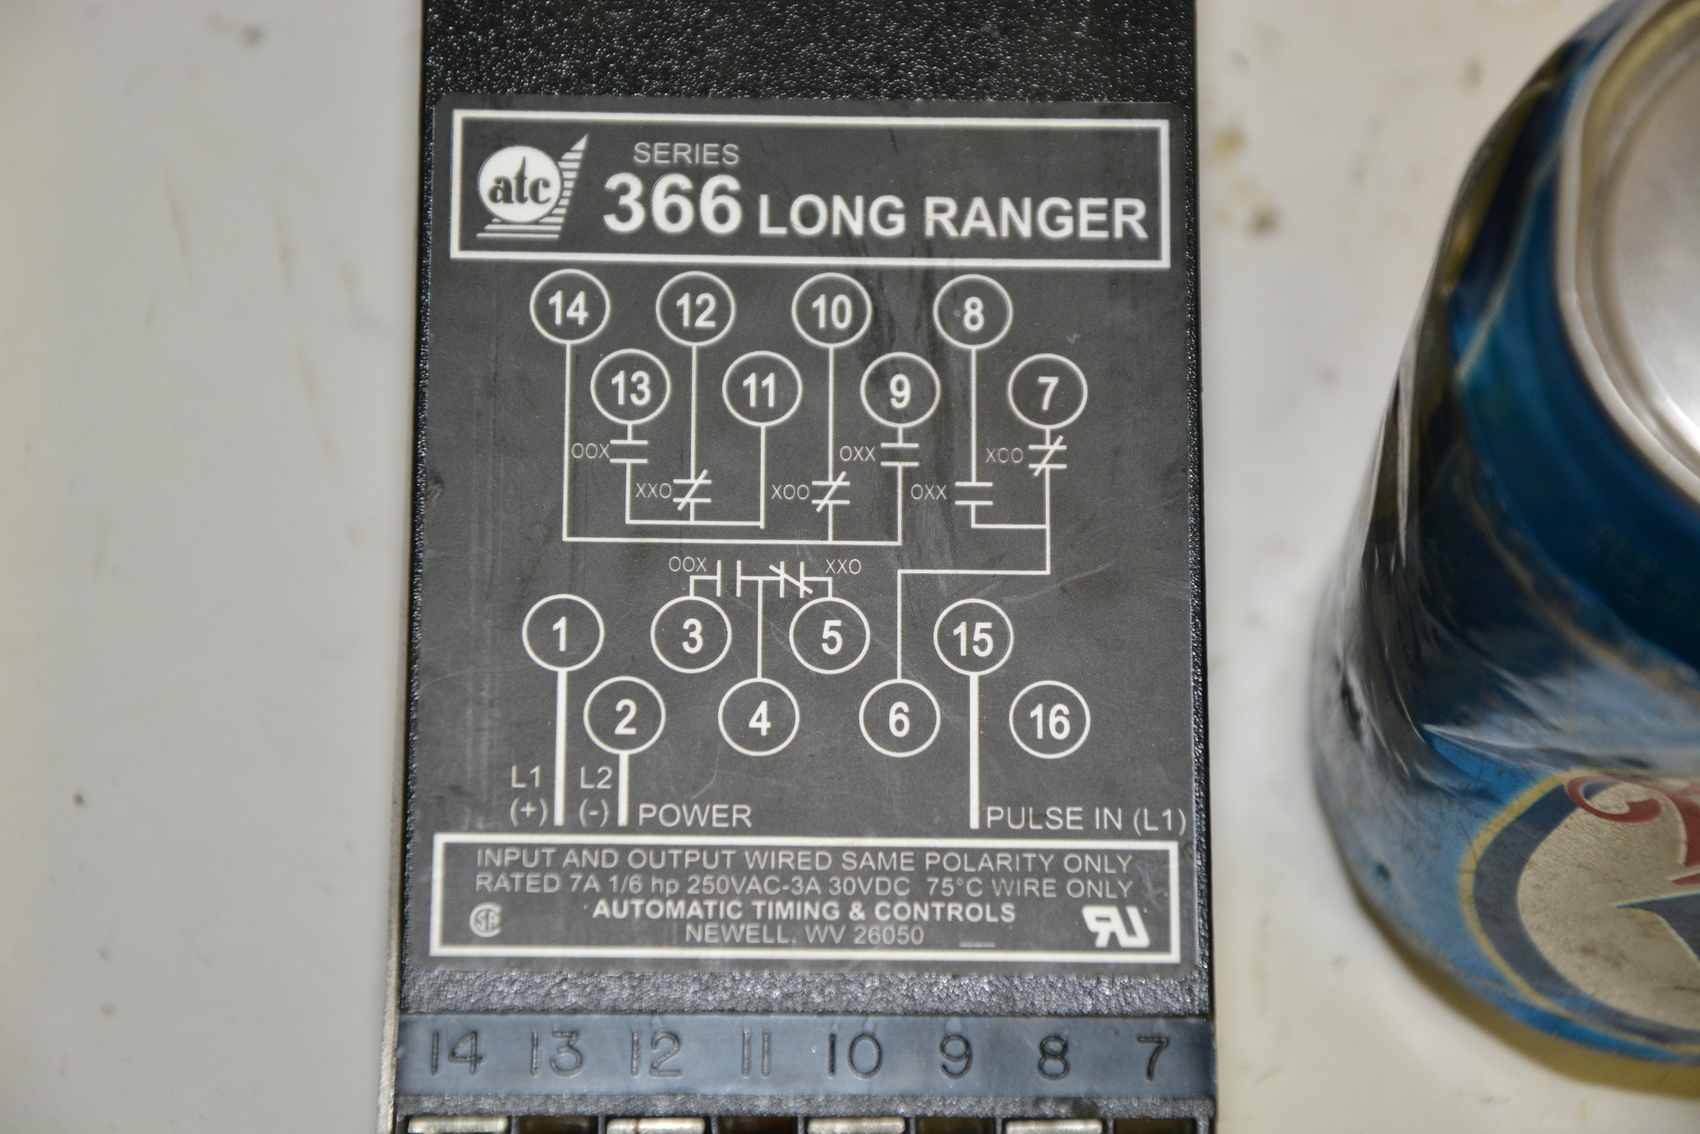 atc
SERIES
366 LONG RANGER
14 12 10 8
13 11 9 7
OOX OXX XOO
XXO XOO OXX
OOX XXO
1 3 5 15
2 4 6 16
L1 L2
(+) (-) POWER PULSE IN (L1)
INPUT AND OUTPUT WIRED SAME POLARITY ONLY
RATED 7A 1/6 hp 250VAC-3A 30VDC 75°C WIRE ONLY
AUTOMATIC TIMING & CONTROLS
NEWELL, WV 26050
14 13 12 11 10 9 8 7